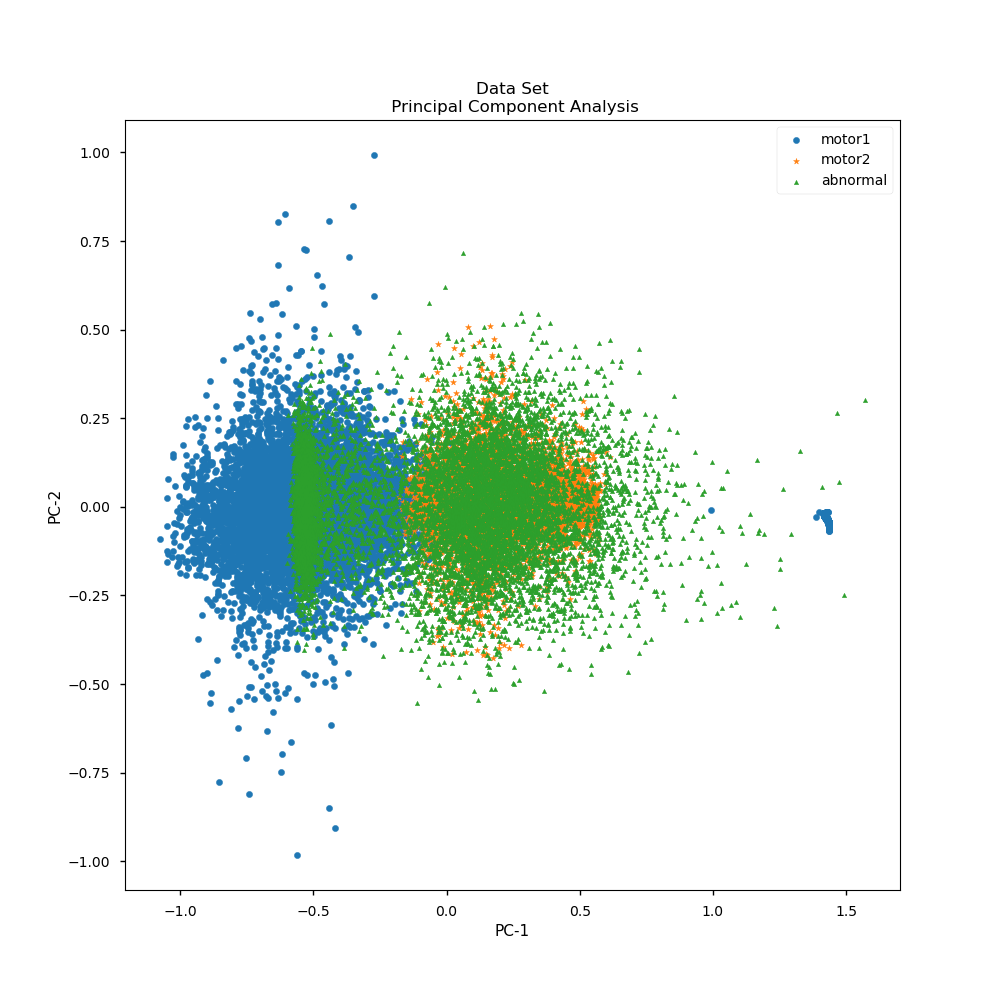 Data Set
Principal Component Analysis
motor1
motor2
abnormal
1.00
0.75
0.50
0.25
0.00
−0.25
−0.50
−0.75
−1.00
PC-2
−1.0
−0.5
0.0
0.5
1.0
1.5
PC-1